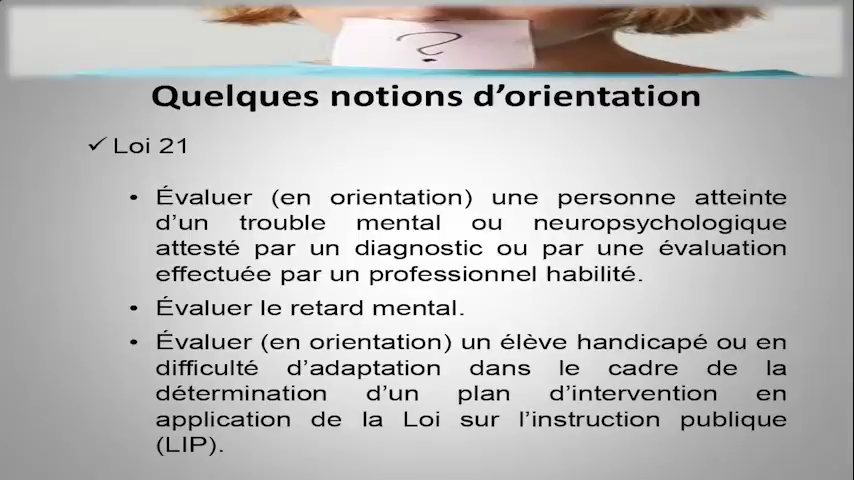 ?
Quelques notions d'orientation
✓ Loi 21
• Évaluer (en orientation) une personne atteinte
d'un trouble mental ou neuropsychologique
attesté par un diagnostic ou par une évaluation
effectuée par un professionnel habilité.
• Évaluer le retard mental.
• Évaluer (en orientation) un élève handicapé ou en
difficulté d'adaptation dans le cadre de la
détermination d'un plan d'intervention en
application de la Loi sur l'instruction publique
(LIP).